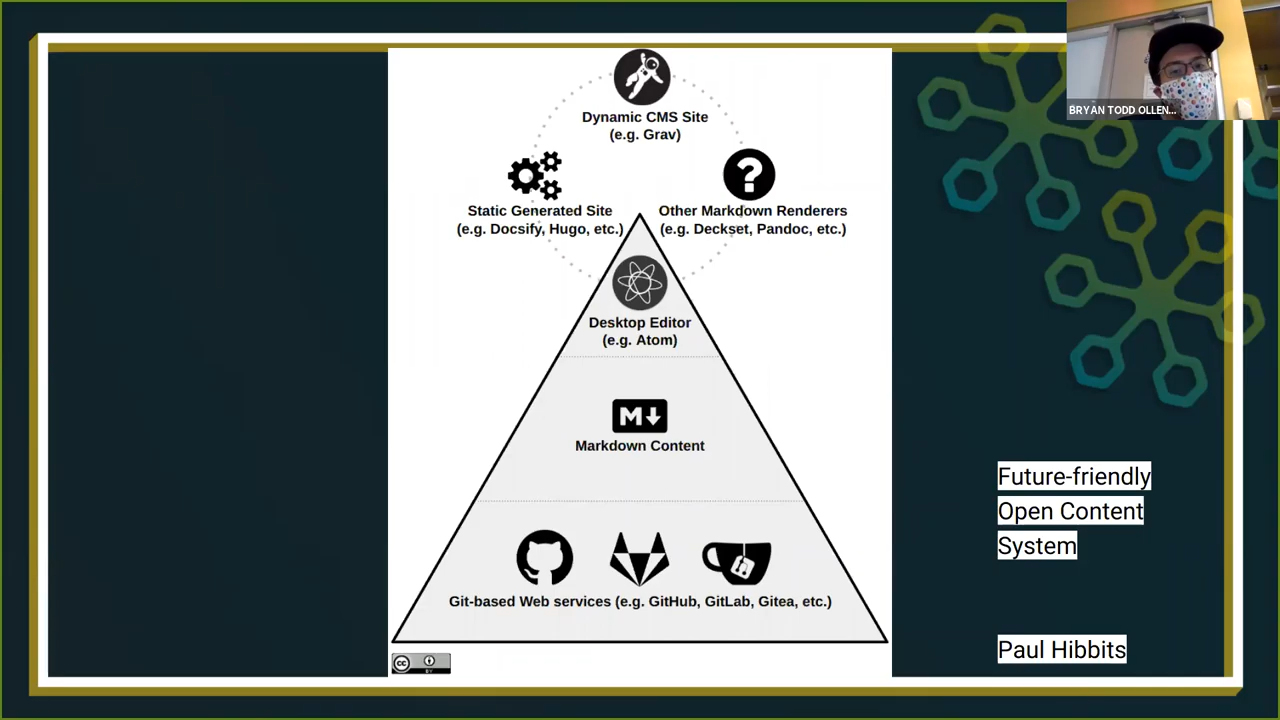 BRYAN TODD OLLEN...
Dynamic CMS Site
(e.g. Grav)
Static Generated Site
(e.g. Docsify, Hugo, etc.)
?
Other Markdown Renderers
(e.g. Deckset, Pandoc, etc.)
Desktop Editor
(e.g. Atom)
M
Markdown Content
Git-based Web services (e.g. GitHub, GitLab, Gitea, etc.)
cc BY
Future-friendly
Open Content
System
Paul Hibbits